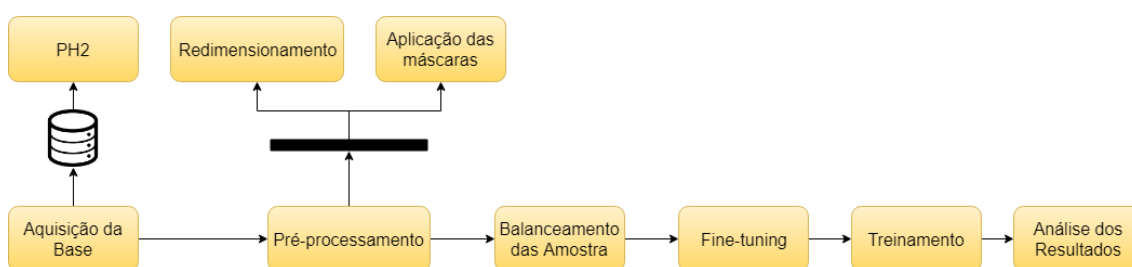 PH2
Redimensionamento
Aplicação das
máscaras
Aquisição da
Base
Pré-processamento
Balanceamento
das Amostra
Fine-tuning
Treinamento
Análise dos
Resultados